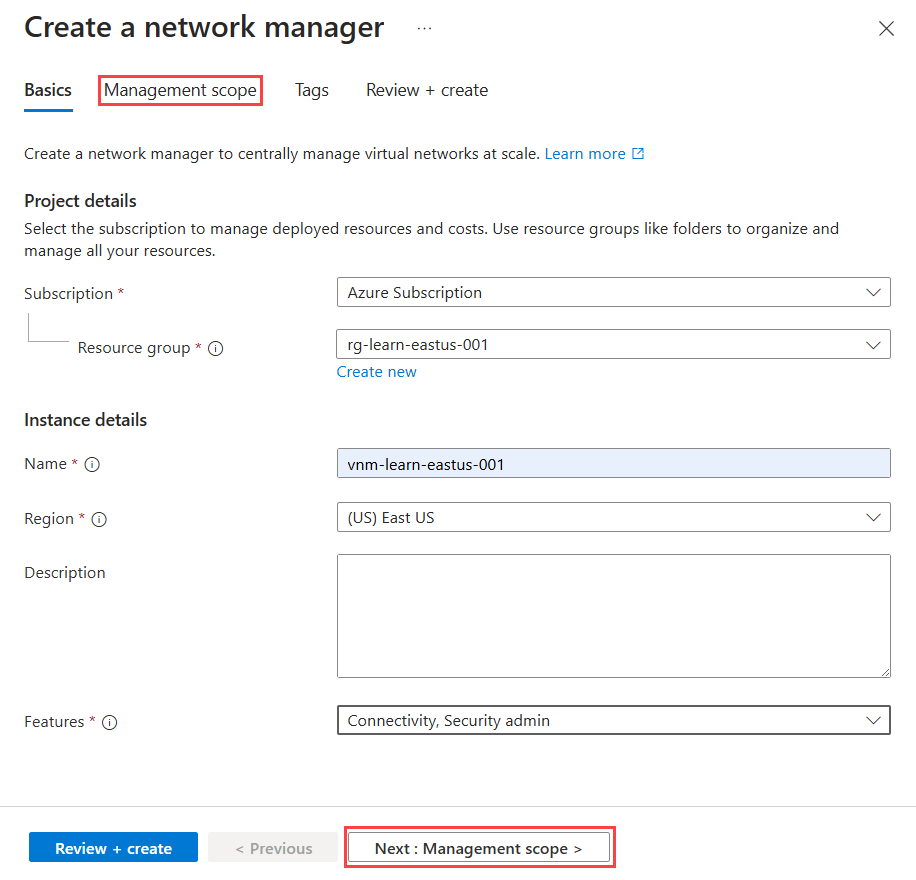 Create a network manager ...
Basics Management scope Tags Review + create
Create a network manager to centrally manage virtual networks at scale. Learn more
Project details
Select the subscription to manage deployed resources and costs. Use resource groups like folders to organize and
manage all your resources.
Subscription * Azure Subscription
Resource group * rg-learn-eastus-001
Create new
Instance details
Name * vnm-learn-eastus-001
Region * (US) East US
Description
Features * Connectivity, Security admin
Review + create < Previous Next : Management scope >